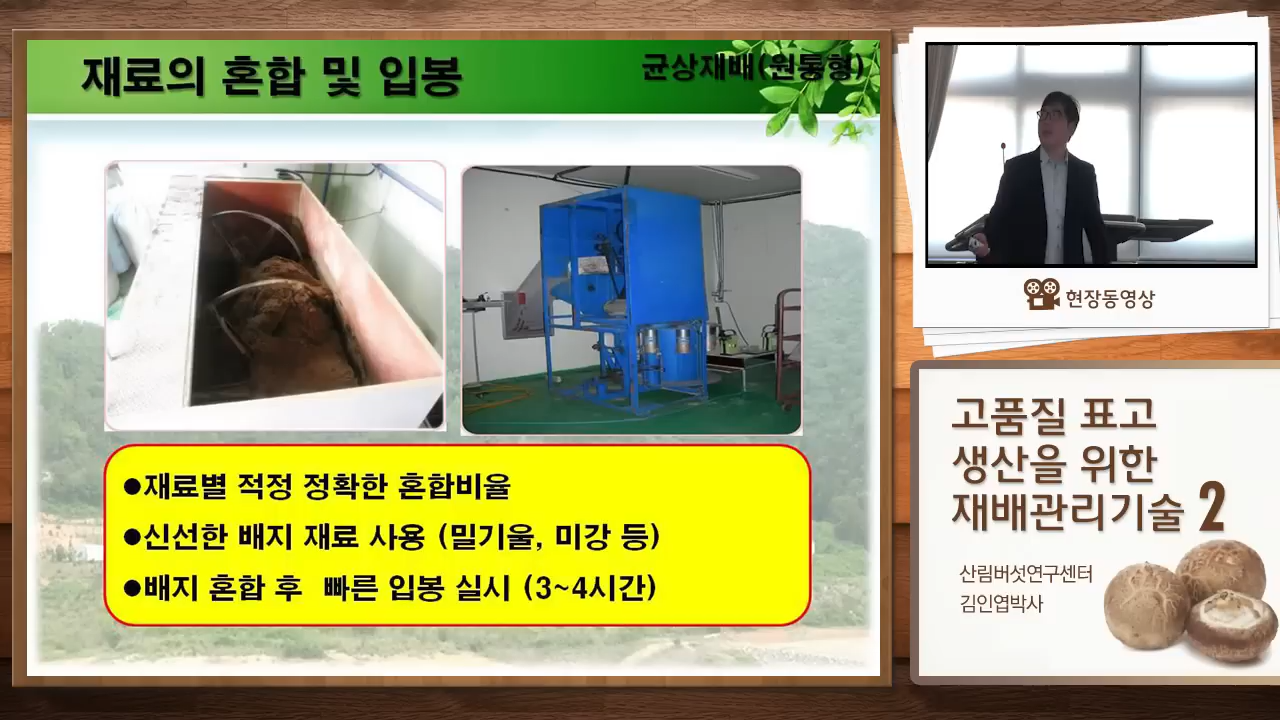 재료의 혼합 및 입봉
균상재배(원통형)
●재료별 적정 정확한 혼합비율
●신선한 배지 재료 사용 (밀기울, 미강 등)
●배지 혼합 후 빠른 입봉 실시 (3~4시간)
현장동영상
고품질 표고
생산을 위한
재배관리기술 2
산림버섯연구센터
김인엽박사